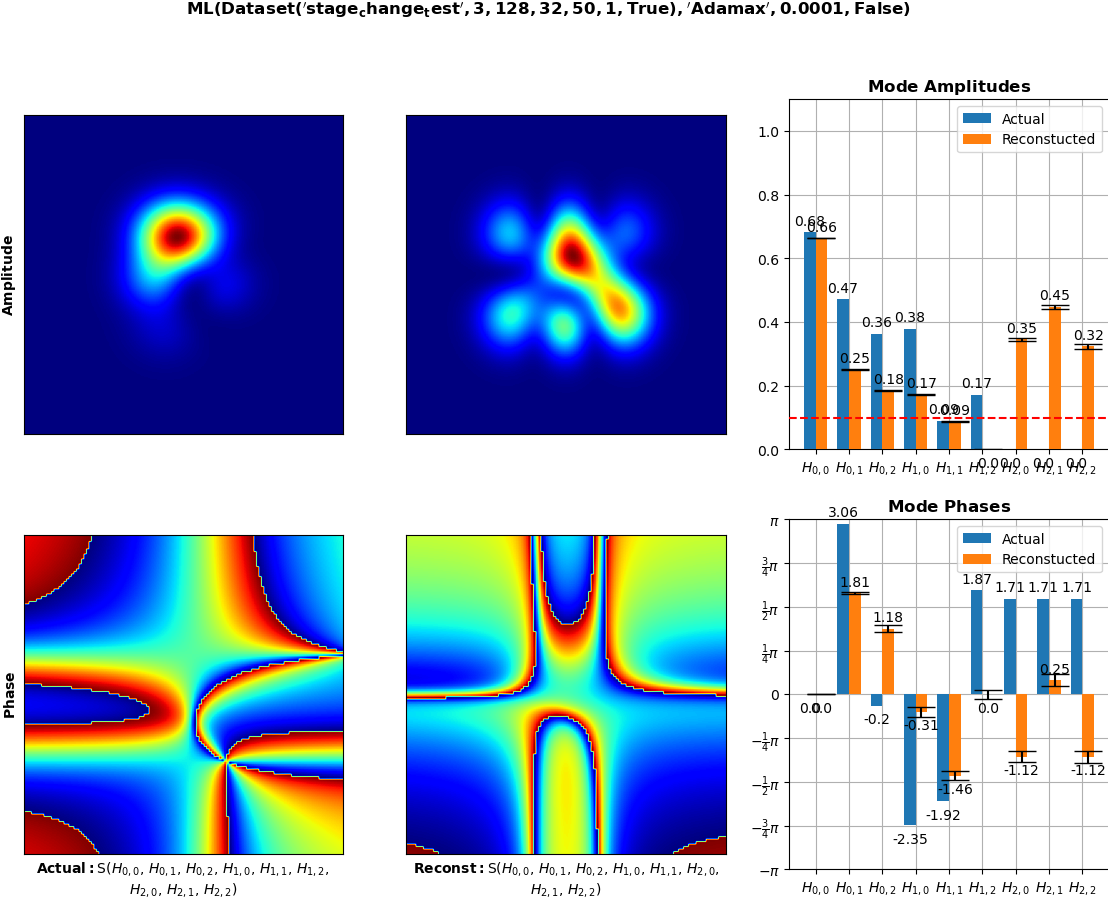 ML(Dataset('stage_change_test', 3, 128, 32, 50, 1, True), 'Adamax', 0.0001, False)
Amplitude
Mode Amplitudes
Actual
Reconstucted
1.0
0.8
0.6
0.4
0.2
0.0
0.68
0.66
0.47
0.25
0.36
0.18
0.38
0.17
0.09
0.09
0.17
0.0
0.0
0.35
0.0
0.45
0.0
0.32
H0,0 H0,1 H0,2 H1,0 H1,1 H1,2 H2,0 H2,1 H2,2
Phase
Mode Phases
Actual
Reconstucted
π
3/4π
1/2π
1/4π
0
−1/4π
−1/2π
−3/4π
−π
0.0
0.0
3.06
1.81
-0.2
1.18
-2.35
-0.31
-1.92
-1.46
1.87
0.0
1.71
-1.12
1.71
0.25
1.71
-1.12
H0,0 H0,1 H0,2 H1,0 H1,1 H1,2 H2,0 H2,1 H2,2
Actual: S(H0,0, H0,1, H0,2, H1,0, H1,1, H1,2,
H2,0, H2,1, H2,2)
Reconst: S(H0,0, H0,1, H0,2, H1,0, H1,1, H2,0,
H2,1, H2,2)